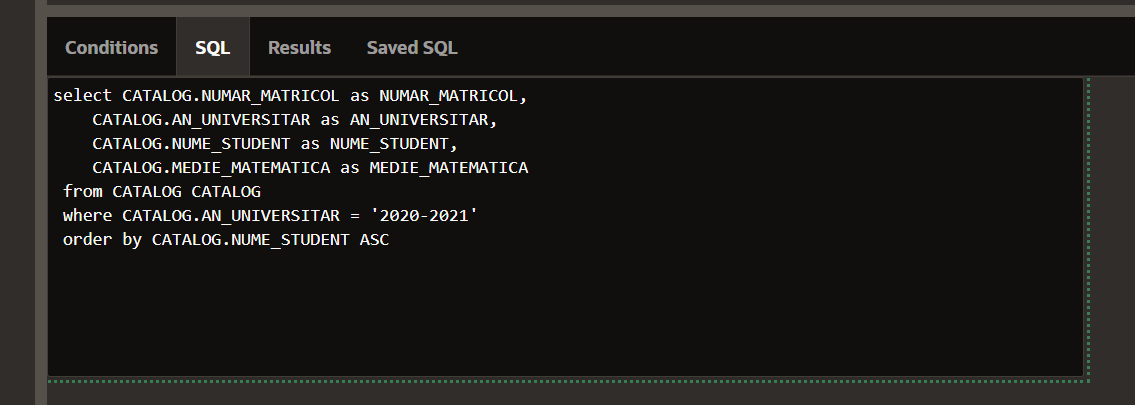 Conditions SQL Results Saved SQL
select CATALOG.NUMAR_MATRICOL as NUMAR_MATRICOL,
CATALOG.AN_UNIVERSITAR as AN_UNIVERSITAR,
CATALOG.NUME_STUDENT as NUME_STUDENT,
CATALOG.MEDIE_MATEMATICA as MEDIE_MATEMATICA
from CATALOG CATALOG
where CATALOG.AN_UNIVERSITAR = '2020-2021'
order by CATALOG.NUME_STUDENT ASC